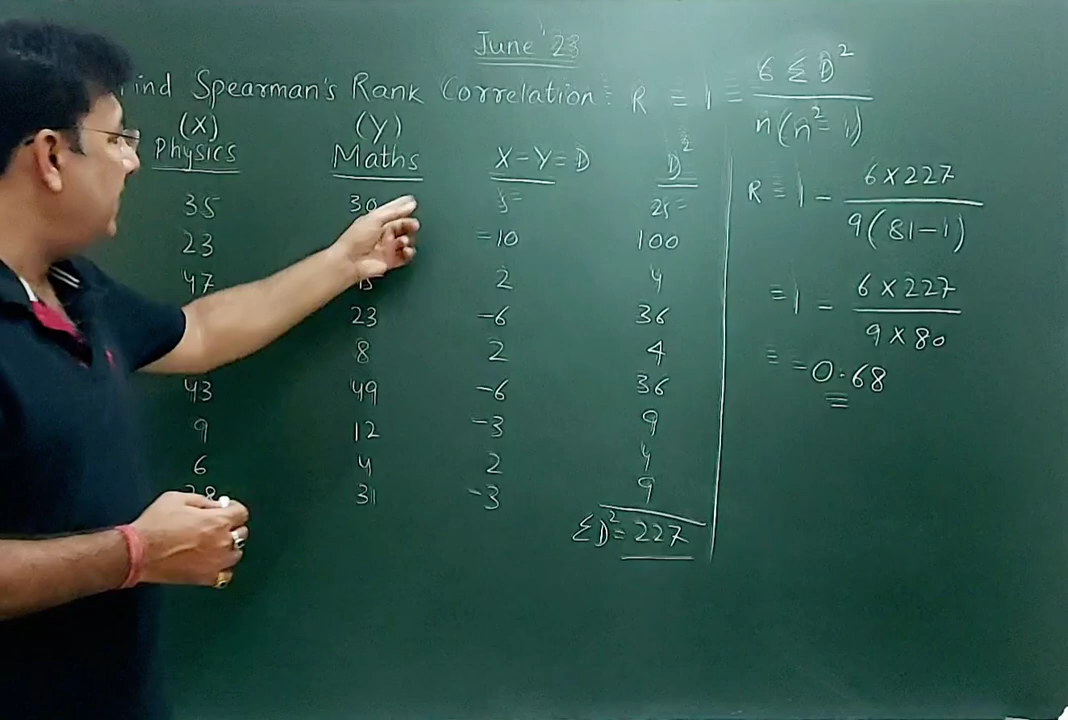 June '23
ind Spearman's Rank Correlation : R = 1 - 6 ΣD² / n(n² - 1)
(X) (Y)
Physics Maths X-Y=D D²
35 30 5 25
23 -10 100
47 2 4
23 -6 36
8 2 4
43 49 -6 36
9 12 -3 9
6 4 2 4
31 -3 9
ΣD² = 227
R = 1 - 6×227 / 9(81-1)
= 1 - 6×227 / 9×80
= -0.68